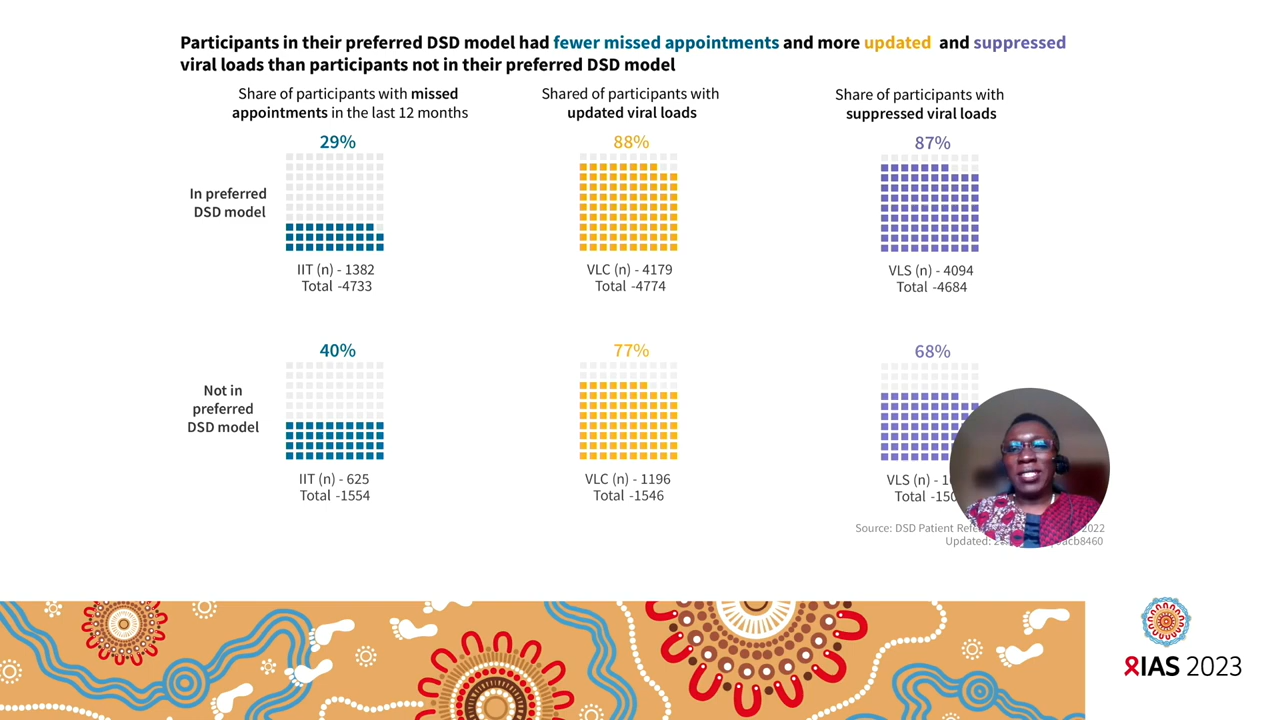 Participants in their preferred DSD model had fewer missed appointments and more updated and suppressed
viral loads than participants not in their preferred DSD model
Share of participants with missed
appointments in the last 12 months
Shared of participants with
updated viral loads
Share of participants with
suppressed viral loads
29%
88%
87%
In preferred
DSD model
IIT (n) - 1382
Total -4733
VLC (n) - 4179
Total -4774
VLS (n) - 4094
Total -4684
40%
77%
68%
Not in
preferred
DSD model
IIT (n) - 625
Total -1554
VLC (n) - 1196
Total -1546
VLS (n) -
Total
Source: DSD Patient 2022
Updated:
IAS 2023